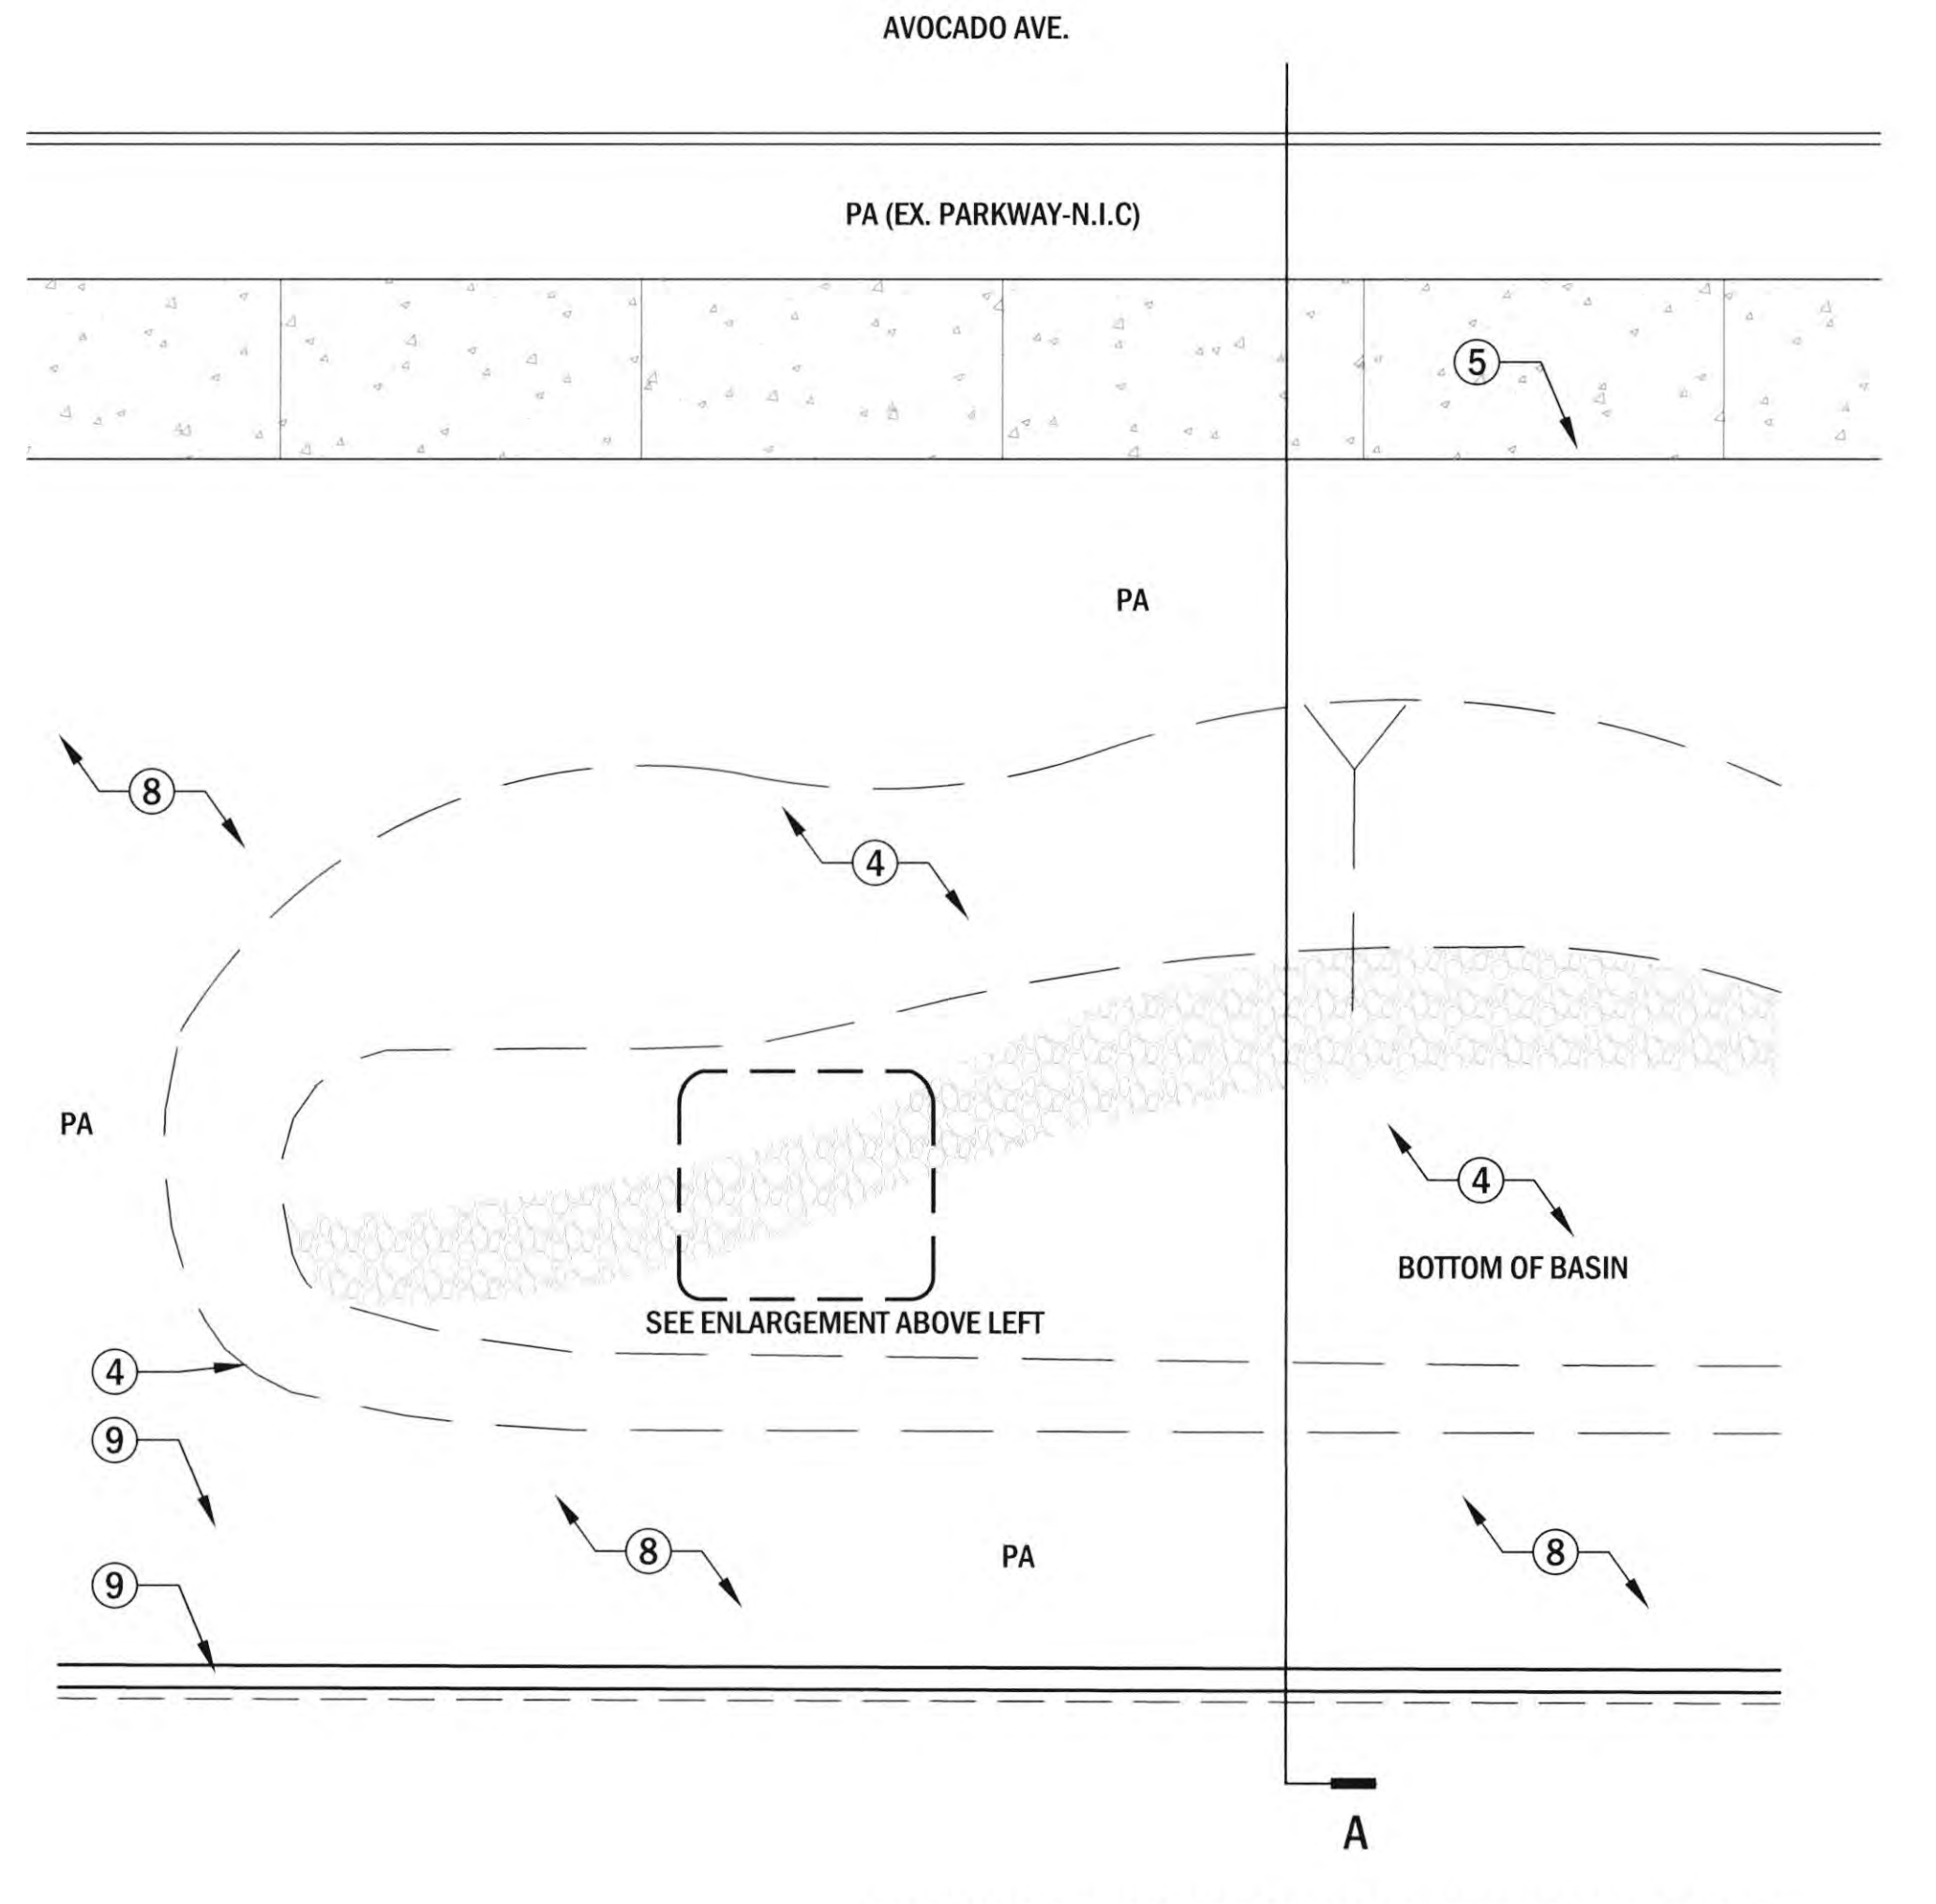 AVOCADO AVE.
PA (EX. PARKWAY-N.I.C)
5
PA
8
4
PA
4
BOTTOM OF BASIN
SEE ENLARGEMENT ABOVE LEFT
4
9
8
PA
8
9
A